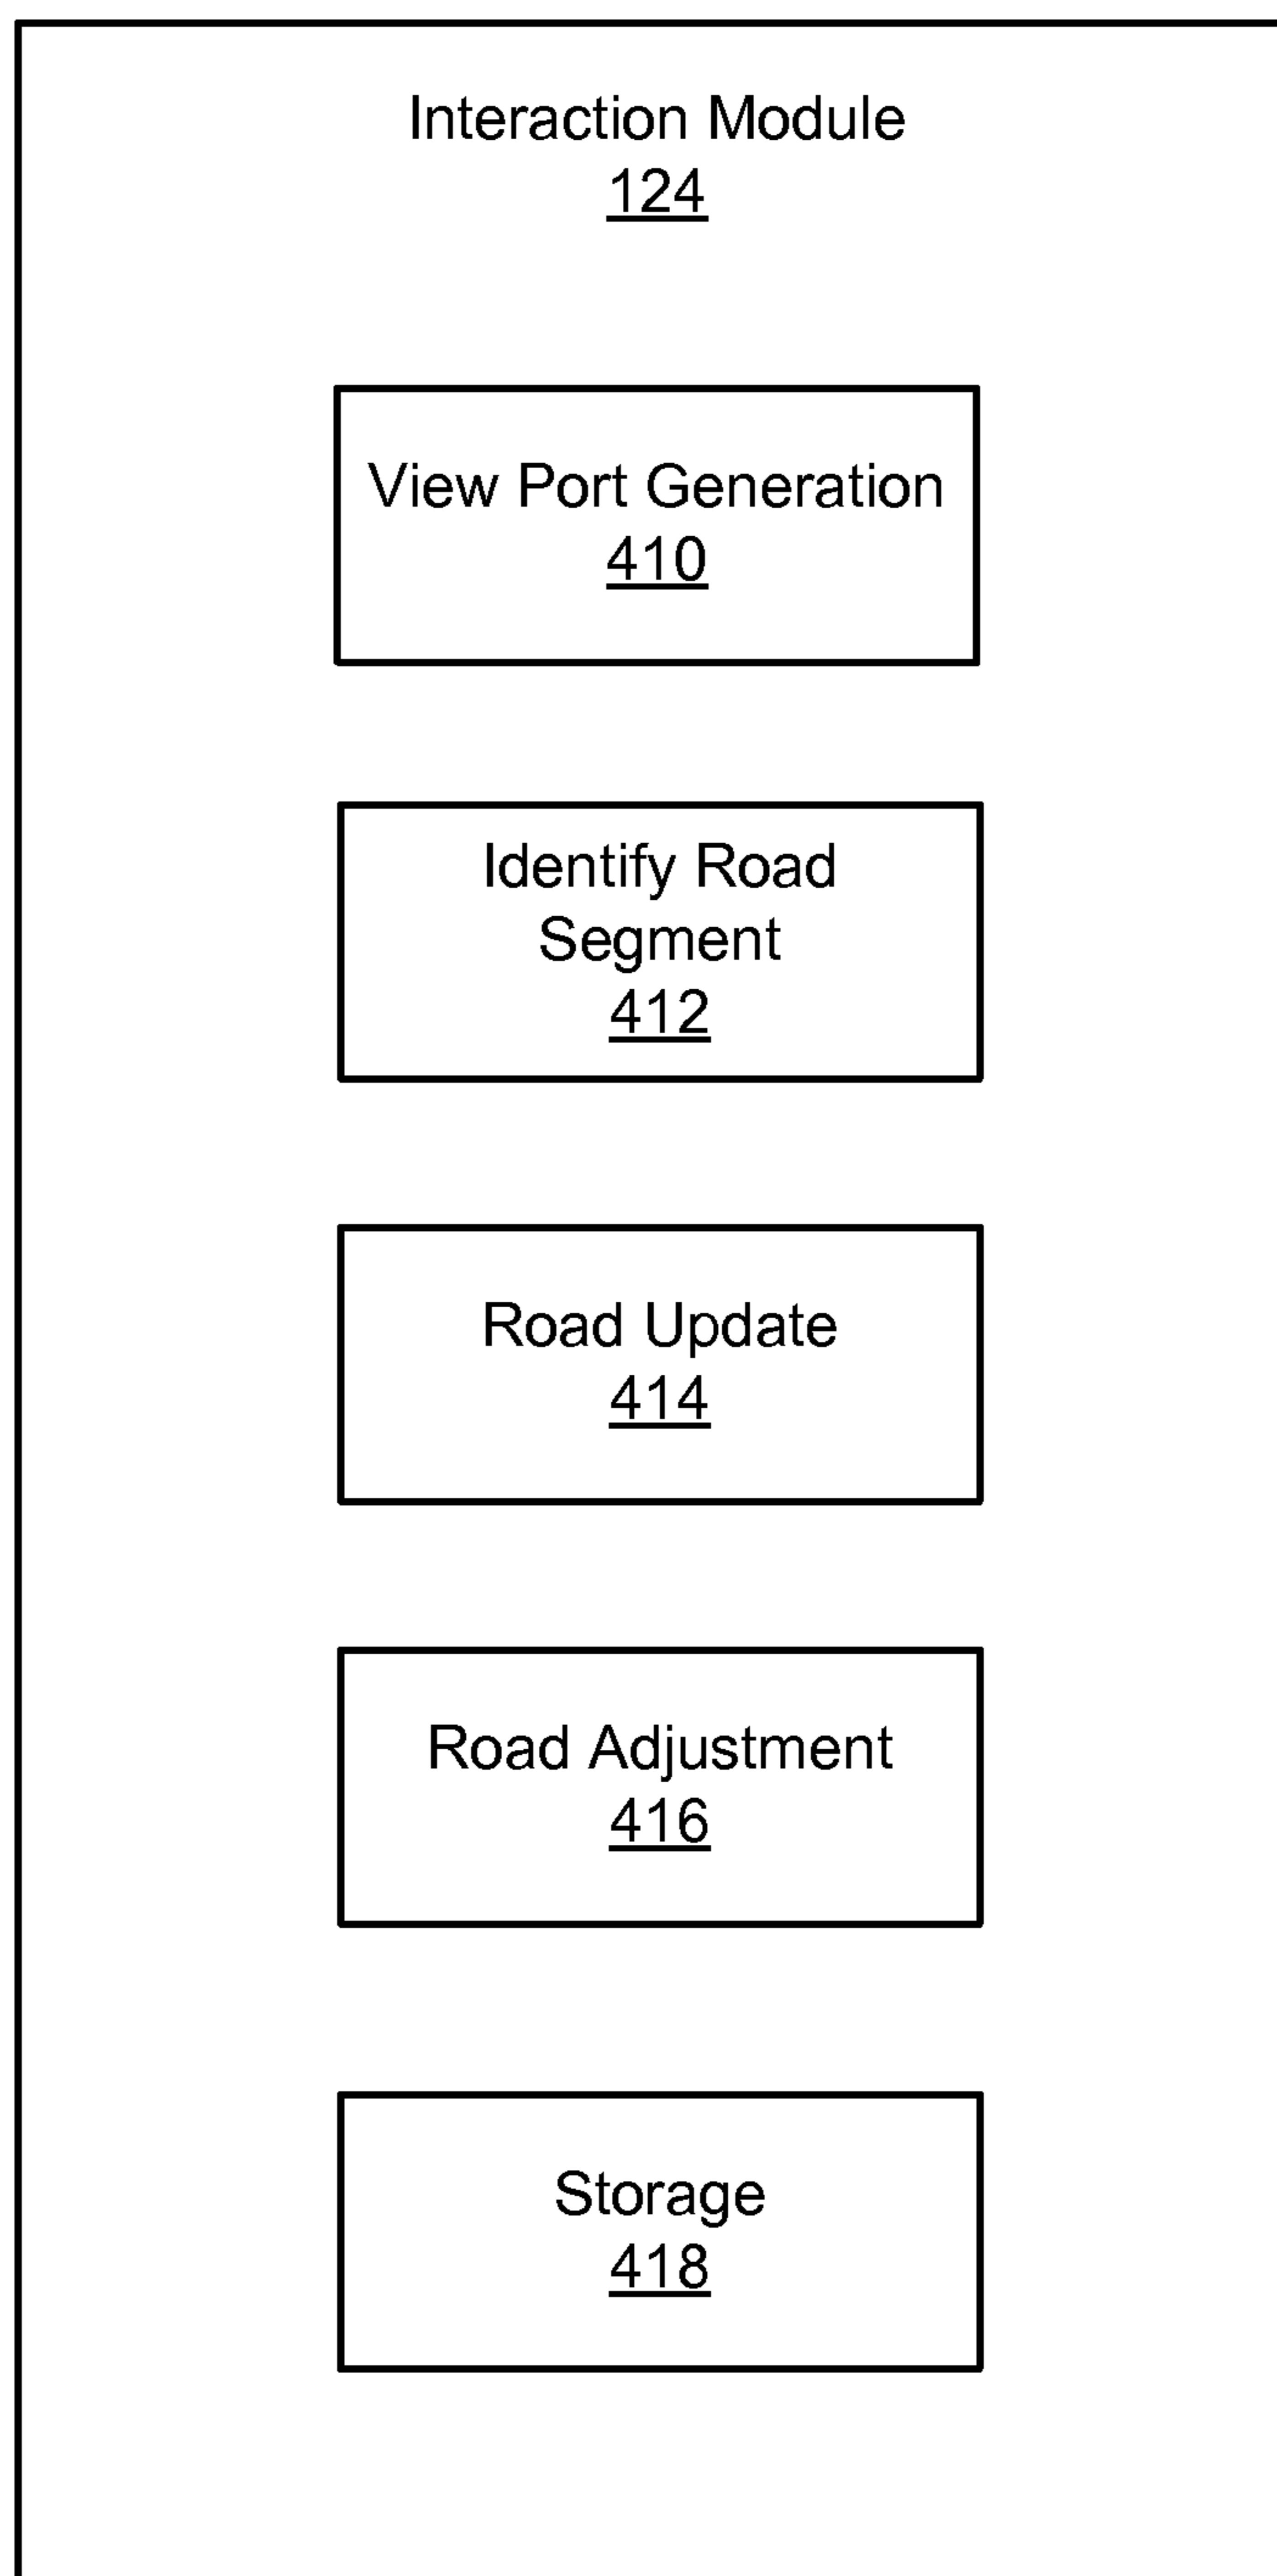 Interaction Module
124
View Port Generation
410
Identify Road
Segment
412
Road Update
414
Road Adjustment
416
Storage
418